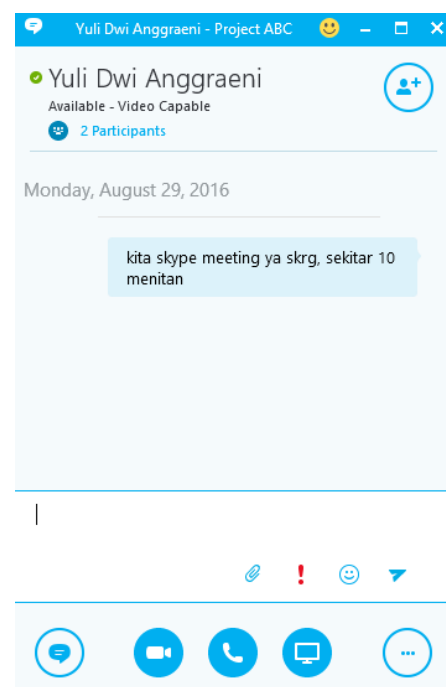 Yuli Dwi Anggraeni - Project ABC
Yuli Dwi Anggraeni
Available - Video Capable
2 Participants
Monday, August 29, 2016
kita skype meeting ya skrg, sekitar 10
menitan